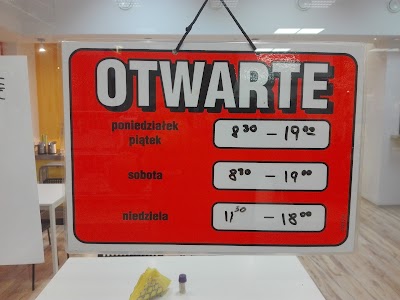 OTWARTE
poniedziałek
piątek
8³⁰ – 19⁰⁰
sobota
8³⁰ – 19⁰⁰
niedziela
11³⁰ – 18⁰⁰